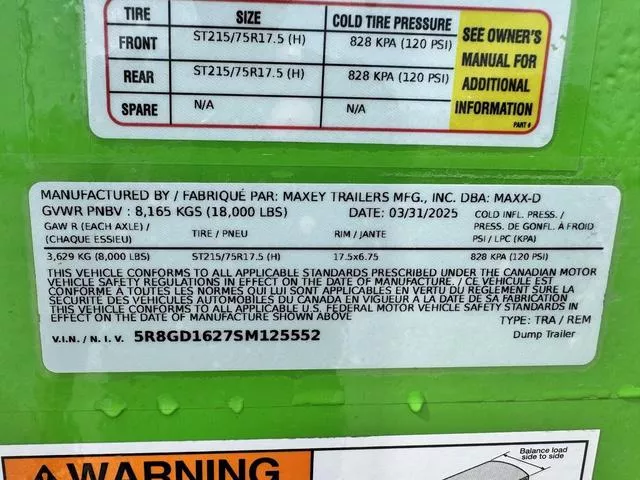 TIRE SIZE COLD TIRE PRESSURE
FRONT ST215/75R17.5 (H) 828 KPA (120 PSI)
REAR ST215/75R17.5 (H) 828 KPA (120 PSI)
SPARE N/A N/A
SEE OWNER'S
MANUAL FOR
ADDITIONAL
INFORMATION
PART #
MANUFACTURED BY / FABRIQUÉ PAR: MAXEY TRAILERS MFG., INC. DBA: MAXX-D
GVWR PNBV : 8,165 KGS (18,000 LBS) DATE: 03/31/2025
GAW R (EACH AXLE) /
(CHAQUE ESSIEU)
TIRE / PNEU
RIM / JANTE
COLD INFL. PRESS. /
PRESS. DE GONFL. À FROID
PSI / LPC (KPA)
3,629 KG (8,000 LBS) ST215/75R17.5 (H) 17.5x6.75 828 KPA (120 PSI)
THIS VEHICLE CONFORMS TO ALL APPLICABLE STANDARDS PRESCRIBED UNDER THE CANADIAN MOTOR
VEHICLE SAFETY REGULATIONS IN EFFECT ON THE DATE OF MANUFACTURE. / CE VÉHICULE EST
CONFORME À TOUTES LES NORMES QUI LUI SONT APPLICABLES EN VERTU DU RÈGLEMENT SUR LA
SÉCURITÉ DES VÉHICULES AUTOMOBILES DU CANADA EN VIGUEUR À LA DATE DE SA FABRICATION
THIS VEHICLE CONFORMS TO ALL APPLICABLE U.S. FEDERAL MOTOR VEHICLE SAFETY STANDARDS IN
EFFECT ON THE DATE OF MANUFACTURE SHOWN ABOVE
TYPE: TRA / REM
V.I.N. / N. I. V. 5R8GD1627SM125552 Dump Trailer
WARNING
Balance load
side to side